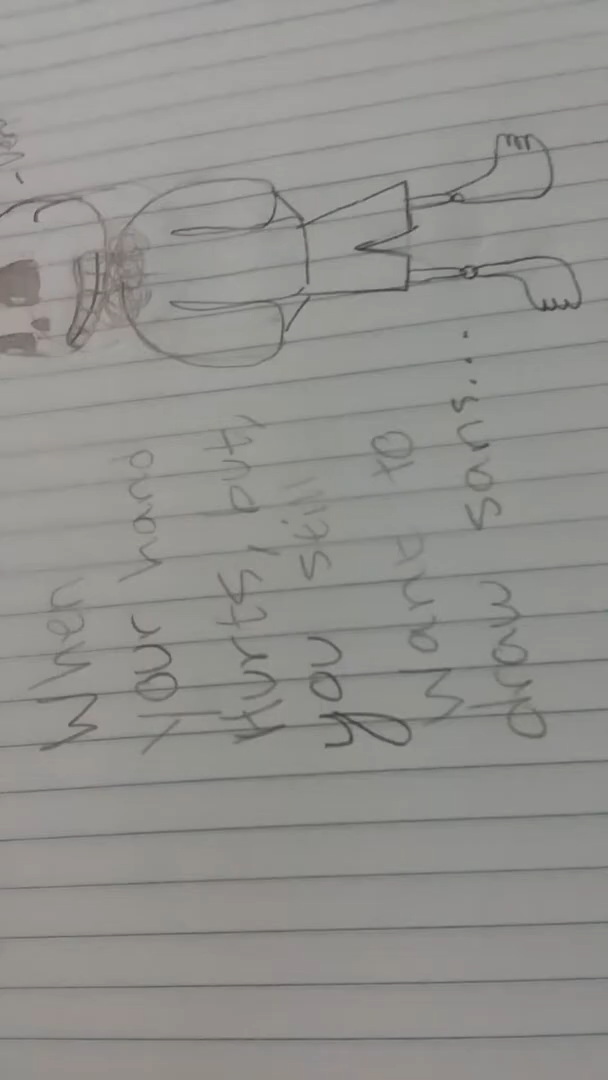 When
Your hand
Hurts, but,
you still
Want to
draw sans...